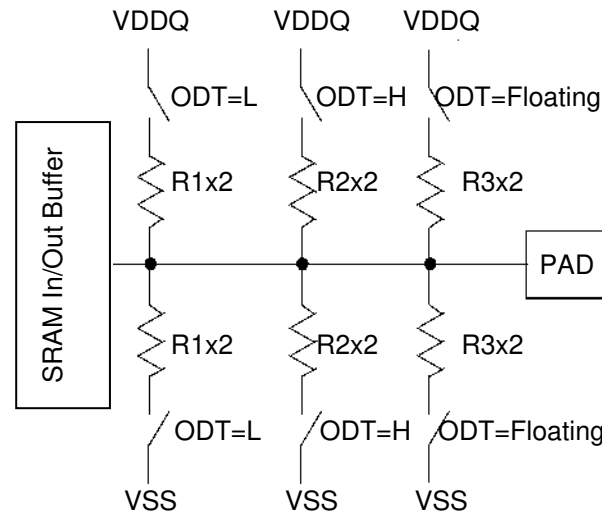 VDDQ VDDQ VDDQ
ODT=L ODT=H ODT=Floating
R1x2 R2x2 R3x2
SRAM In/Out Buffer
PAD
R1x2 R2x2 R3x2
ODT=L ODT=H ODT=Floating
VSS VSS VSS